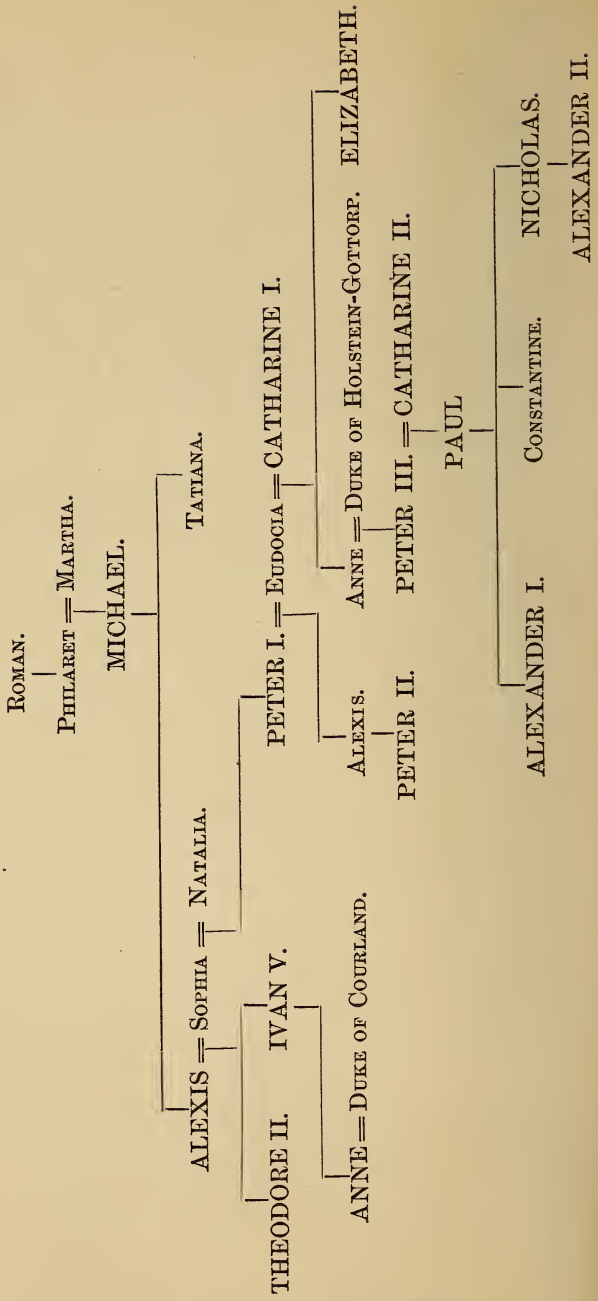 ROMAN.
PHILARET = MARTHA.
MICHAEL.
TATIANA.
ALEXIS = SOPHIA = NATALIA.
THEODORE II. IVAN V.
PETER I. = EUDOCIA = CATHARINE I.
ANNE = DUKE OF COURLAND.
ALEXIS.
ANNE = DUKE OF HOLSTEIN-GOTTORP. ELIZABETH.
PETER II.
PETER III. = CATHARINE II.
PAUL
ALEXANDER I.
CONSTANTINE.
NICHOLAS.
ALEXANDER II.